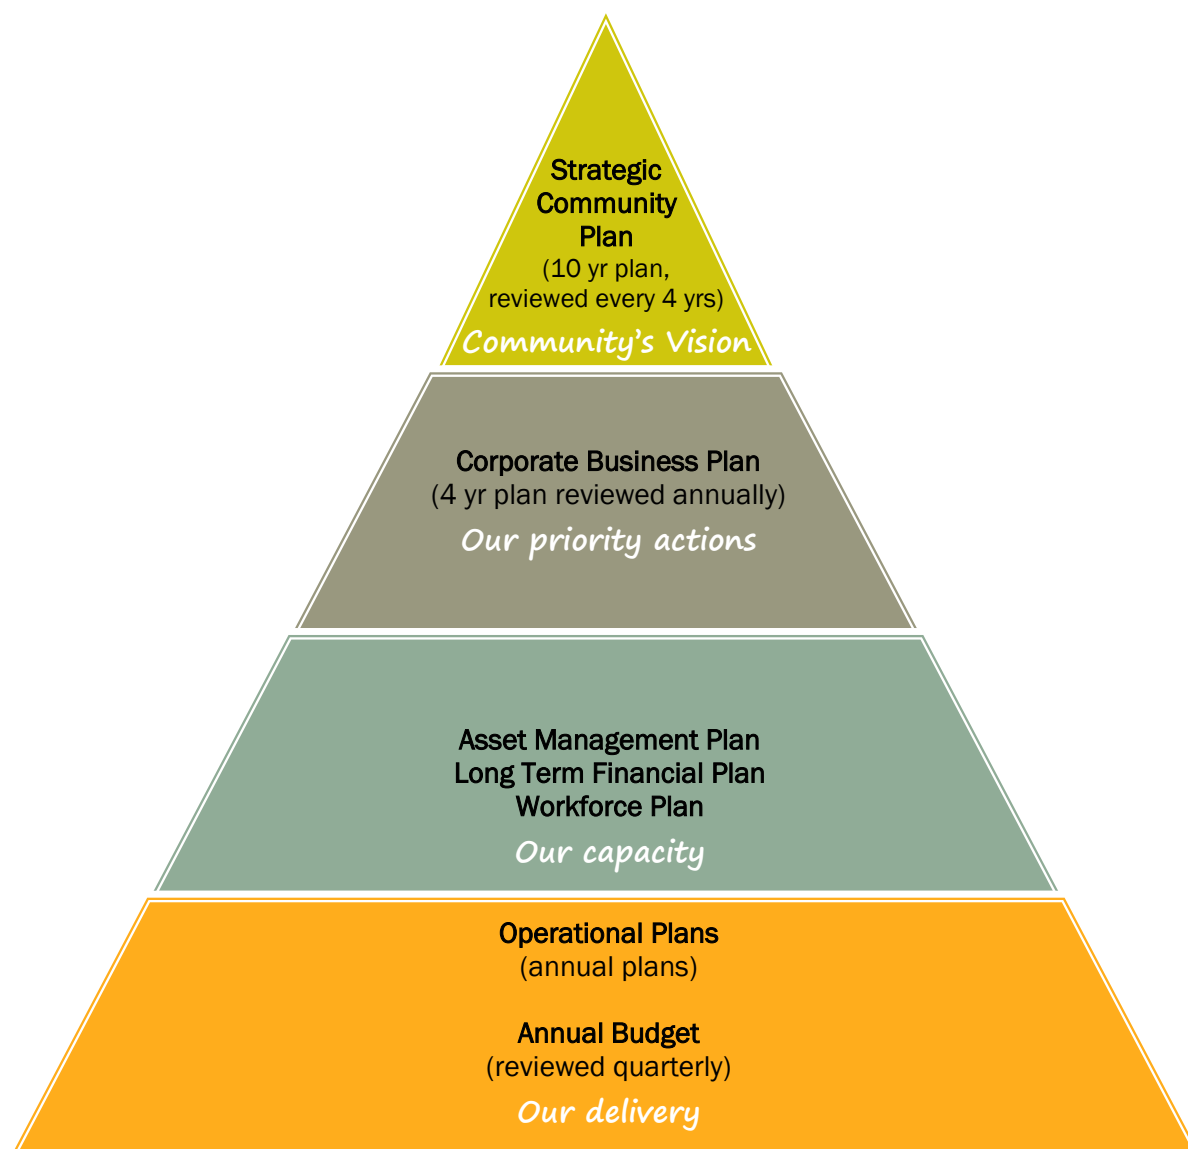 Strategic
Community
Plan
(10 yr plan,
reviewed every 4 yrs)
Community's Vision
Corporate Business Plan
(4 yr plan reviewed annually)
Our priority actions
Asset Management Plan
Long Term Financial Plan
Workforce Plan
Our capacity
Operational Plans
(annual plans)
Annual Budget
(reviewed quarterly)
Our delivery